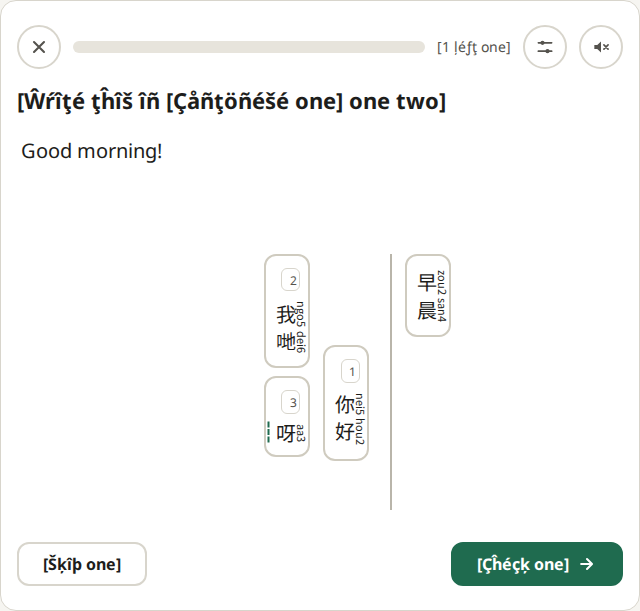 [1 ļéƒţ one]
[Ŵŕîţé ţĥîš îñ [Çåñţöñéšé one] one two]
Good morning!
早晨
zou2 san4
1
你好
nei5 hou2
2
我哋
ngo5 dei6
3
呀
aa3
[Šķîþ one]
[Çĥéçķ one]